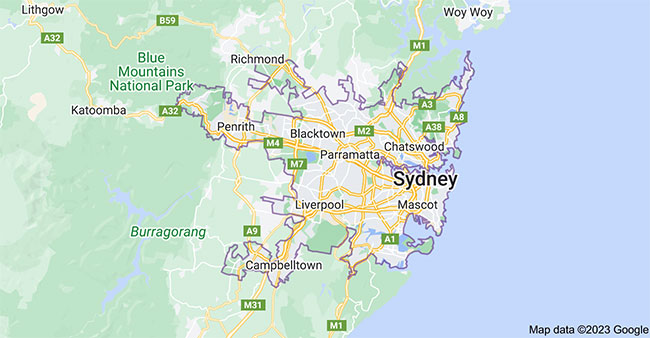 Lithgow
Woy Woy
B59
A32
M1
Richmond
Blue
Mountains
National Park
Katoomba
A32
A3
Penrith
Blacktown
M2
A38
A8
M4
Parramatta
Chatswood
M7
Sydney
Liverpool
Mascot
Burragorang
A9
A1
Campbelltown
M31
M1
Map data ©2023 Google